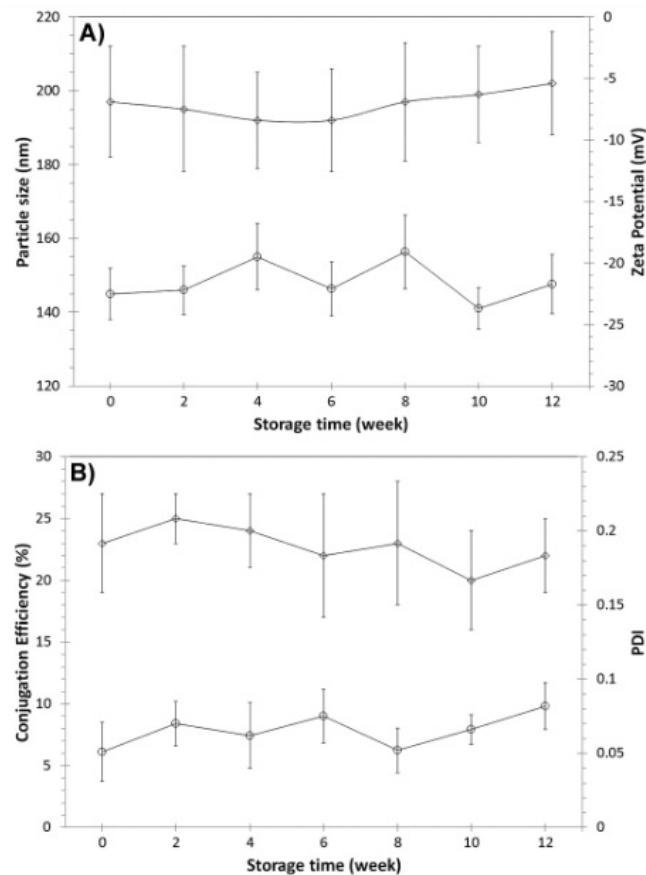 A)
220
200
180
160
140
120
Particle size (nm)
0
-5
-10
-15
-20
-25
-30
Zeta Potential (mV)
0 2 4 6 8 10 12
Storage time (week)
B)
30
25
20
15
10
5
0
Conjugation Efficiency (%)
0.25
0.2
0.15
0.1
0.05
0
PDI
0 2 4 6 8 10 12
Storage time (week)